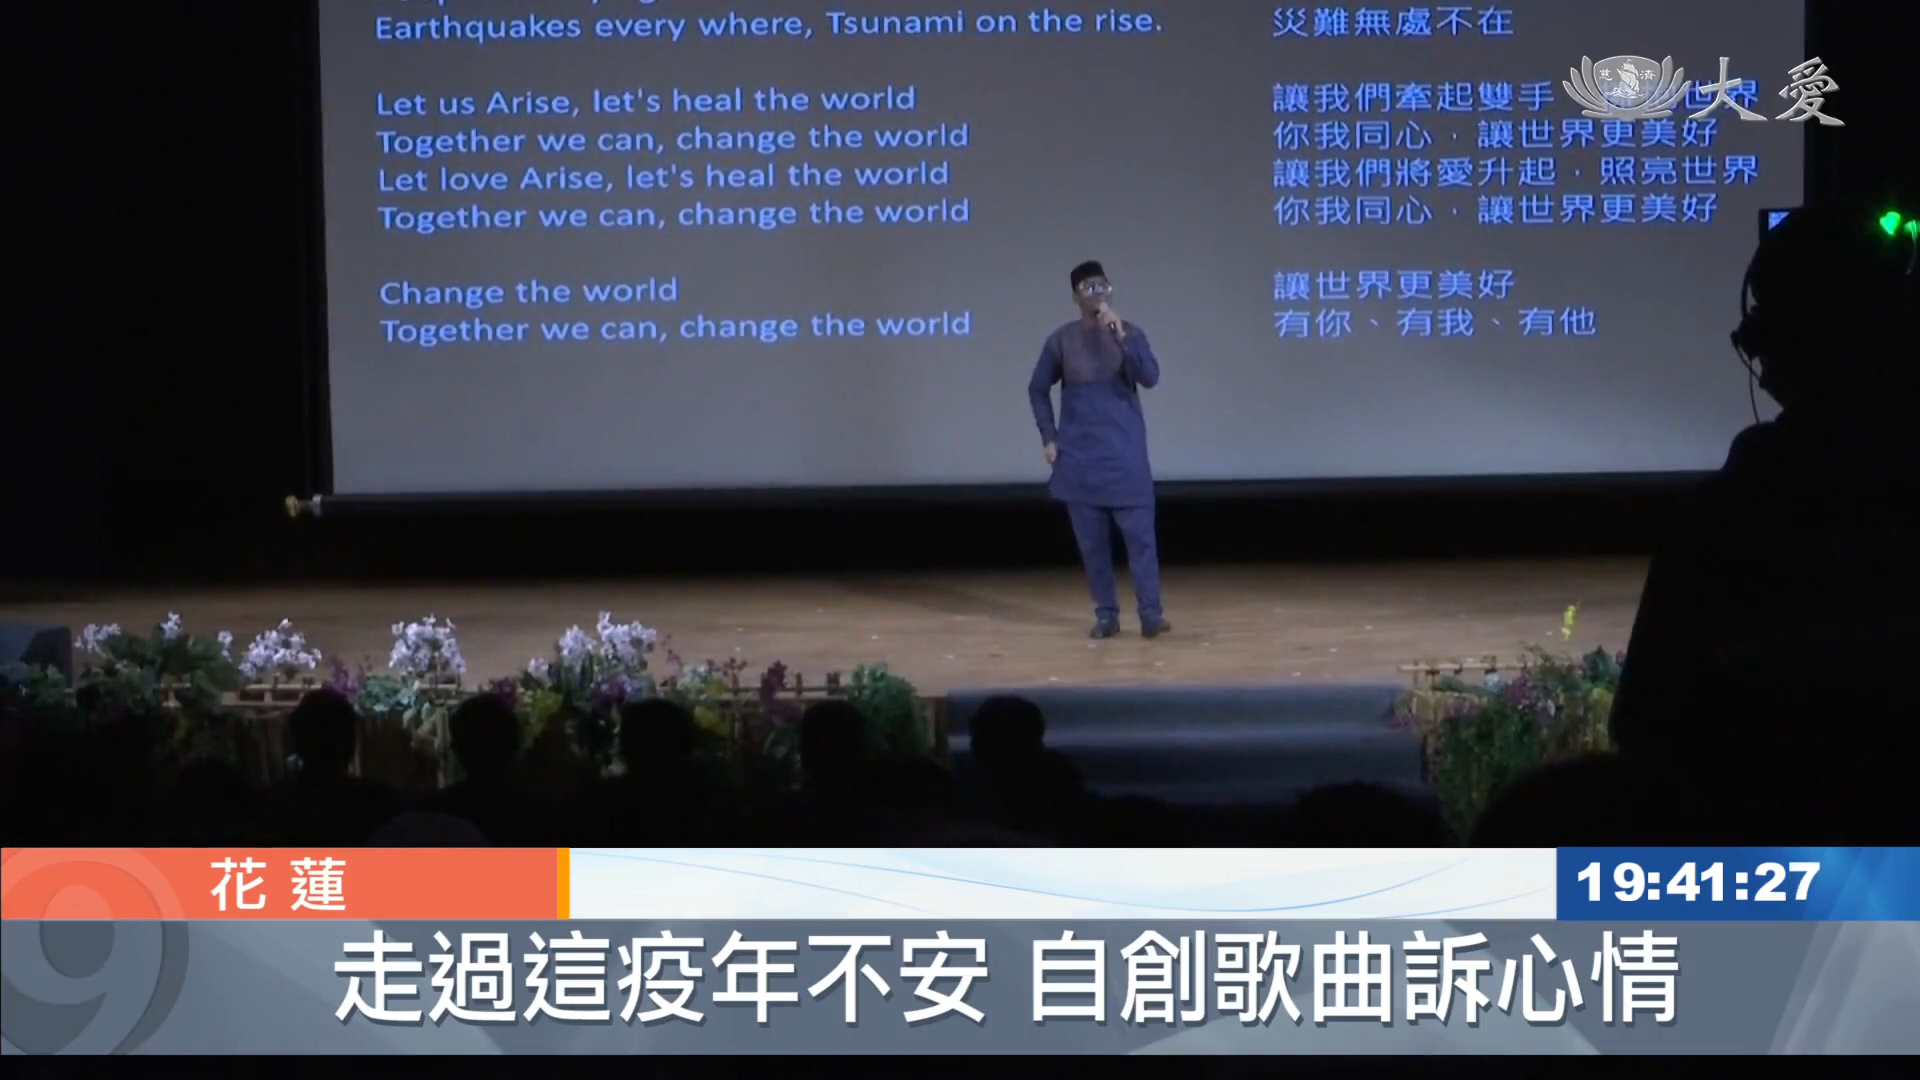 Earthquakes every where, Tsunami on the rise.
災難無處不在
Let us Arise, let's heal the world
讓我們牽起雙手
世界
Together we can, change the world
你我同心，讓世界更美好
Let love Arise, let's heal the world
讓我們將愛升起，照亮世界
Together we can, change the world
你我同心，讓世界更美好
Change the world
讓世界更美好
Together we can, change the world
有你、有我、有他
慈濟
大愛
花蓮
19:41:27
走過這疫年不安 自創歌曲訴心情